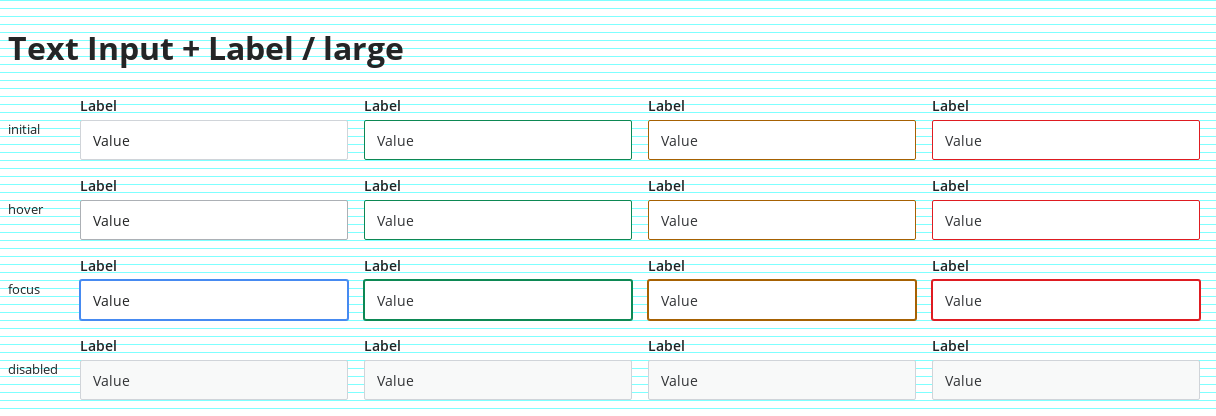 Text Input + Label / large
Label Label Label Label
initial Value Value Value Value
Label Label Label Label
hover Value Value Value Value
Label Label Label Label
focus Value Value Value Value
Label Label Label Label
disabled Value Value Value Value